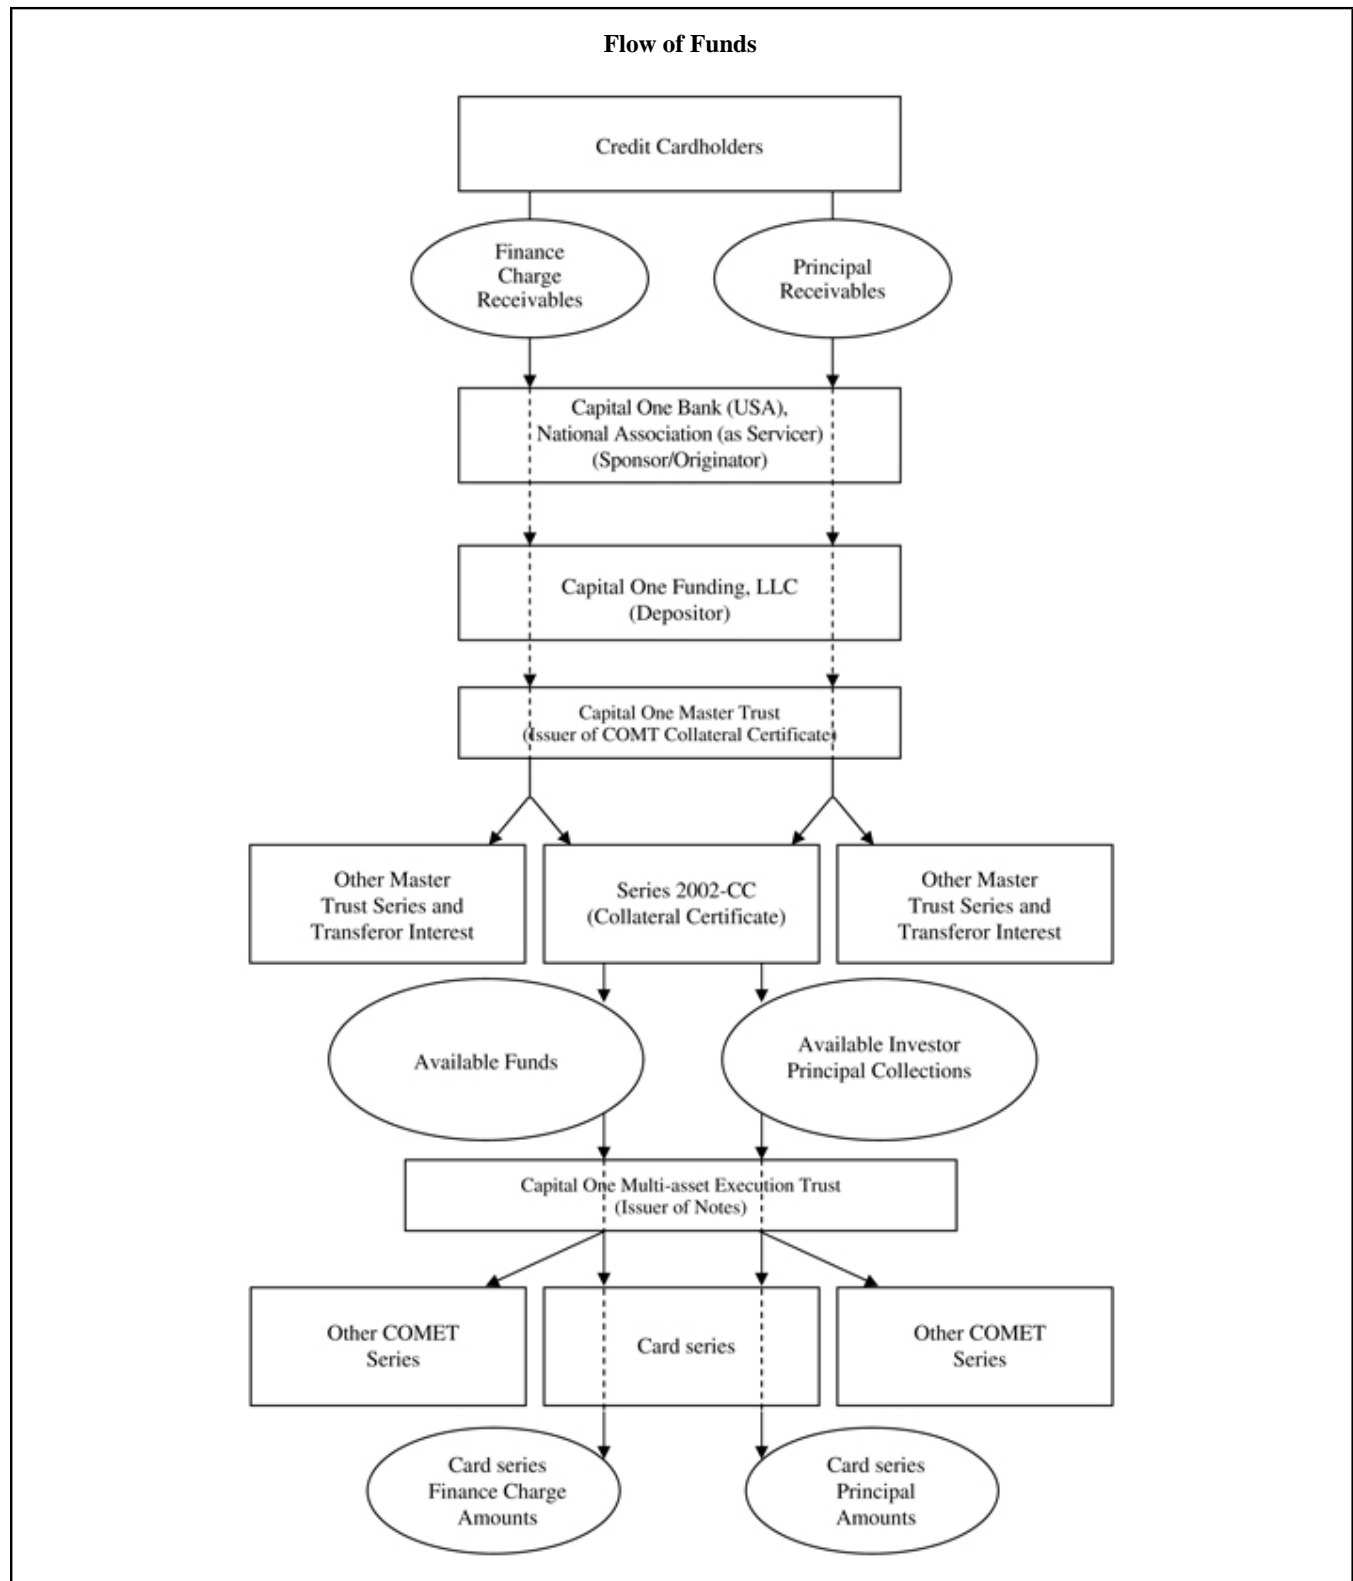 Flow of Funds
Credit Cardholders
Finance
Charge
Receivables
Principal
Receivables
Capital One Bank (USA),
National Association (as Servicer)
(Sponsor/Originator)
Capital One Funding, LLC
(Depositor)
Capital One Master Trust
(Issuer of COMT Collateral Certificate)
Other Master
Trust Series and
Transferor Interest
Series 2002-CC
(Collateral Certificate)
Other Master
Trust Series and
Transferor Interest
Available Funds
Available Investor
Principal Collections
Capital One Multi-asset Execution Trust
(Issuer of Notes)
Other COMET
Series
Card series
Other COMET
Series
Card series
Finance Charge
Amounts
Card series
Principal
Amounts